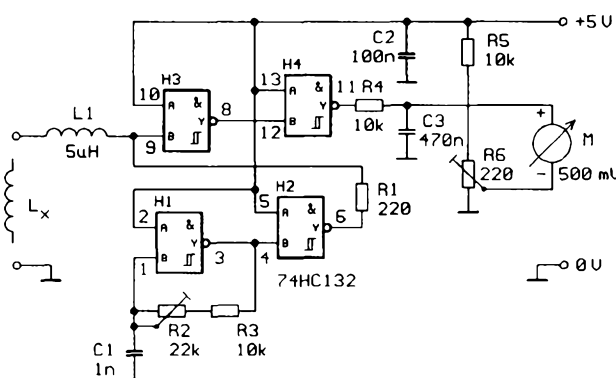 +5V
C2
100n
R5
10k
H3
H4
13
11
R4
10
A
&
Y
8
A
&
Y
L1
5uH
9
B
12
B
10k
C3
470n
+
M
-
500 mV
R6
220
Lx
R1
220
H1
5
H2
2
A
&
Y
A
&
Y
6
1
B
3
4
B
74HC132
0V
R2
22k
R3
10k
C1
1n